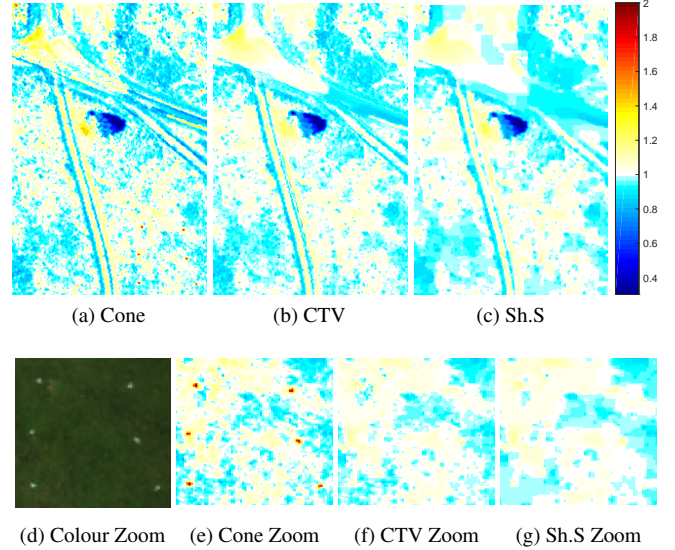 2
1.8
1.6
1.4
1.2
1
0.8
0.6
0.4
(a) Cone
(b) CTV
(c) Sh.S
(d) Colour Zoom
(e) Cone Zoom
(f) CTV Zoom
(g) Sh.S Zoom